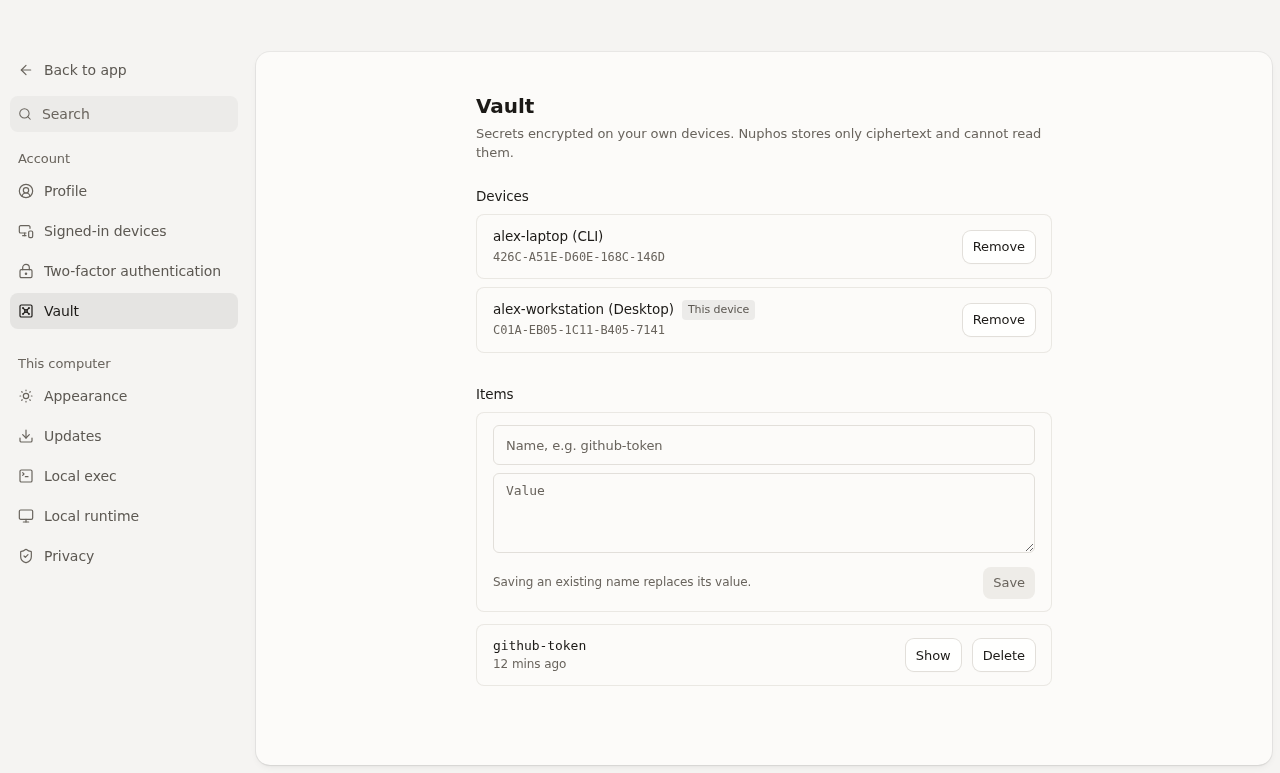 Back to app
Search
Account
Profile
Signed-in devices
Two-factor authentication
Vault
This computer
Appearance
Updates
Local exec
Local runtime
Privacy
Vault
Secrets encrypted on your own devices. Nuphos stores only ciphertext and cannot read
them.
Devices
alex-laptop (CLI)
426C-A51E-D60E-168C-146D
Remove
alex-workstation (Desktop) This device
C01A-EB05-1C11-B405-7141
Remove
Items
Name, e.g. github-token
Value
Saving an existing name replaces its value.
Save
github-token
12 mins ago
Show
Delete